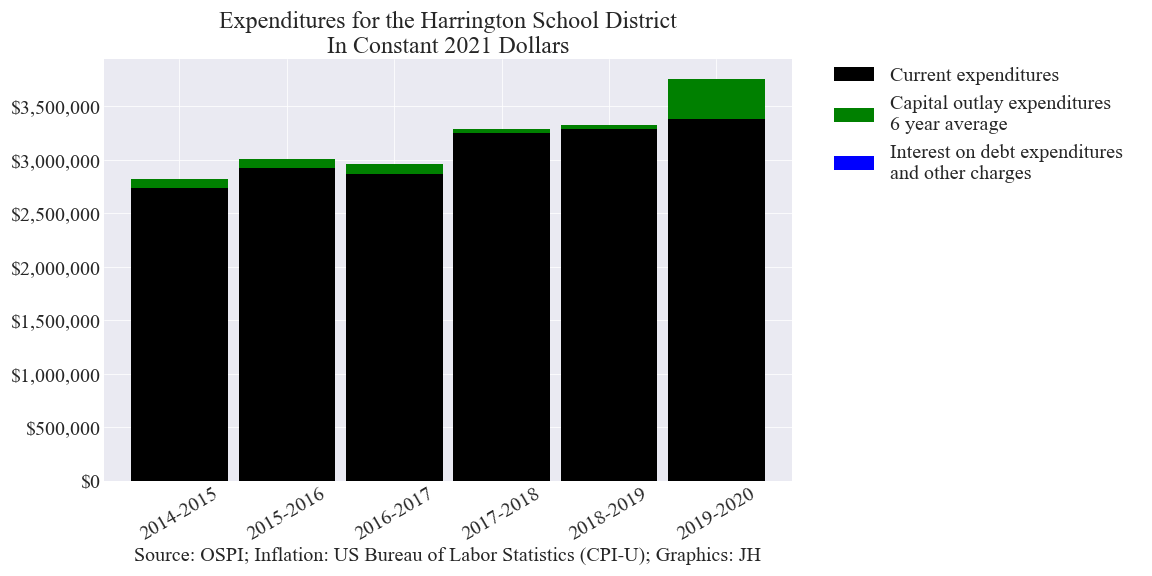 Expenditures for the Harrington School District
In Constant 2021 Dollars
Current expenditures
Capital outlay expenditures
6 year average
Interest on debt expenditures
and other charges
$3,500,000
$3,000,000
$2,500,000
$2,000,000
$1,500,000
$1,000,000
$500,000
$0
2014-2015
2015-2016
2016-2017
2017-2018
2018-2019
2019-2020
Source: OSPI; Inflation: US Bureau of Labor Statistics (CPI-U); Graphics: JH